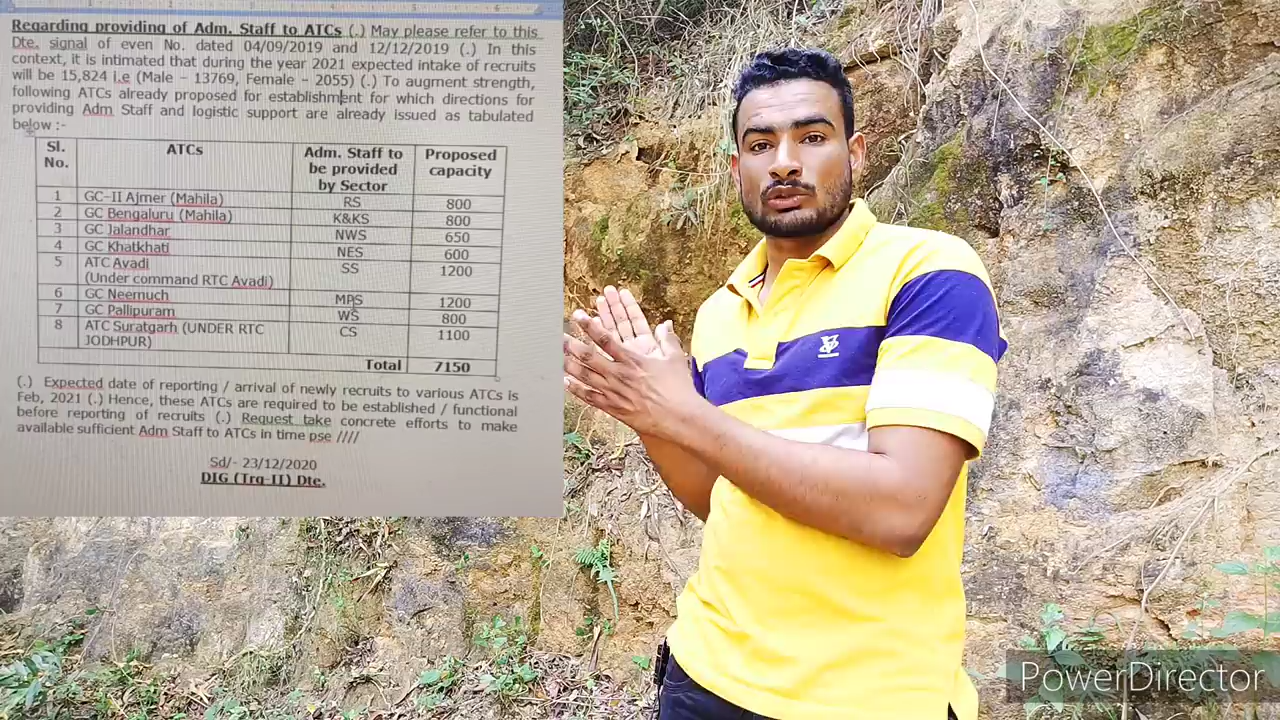 Regarding providing of Adm. Staff to ATCs (.) May please refer to this
Dte. signal of even No. dated 04/09/2019 and 12/12/2019 (.) In this
context, it is intimated that during the year 2021 expected intake of recruits
will be 15,824 i.e (Male – 13769, Female – 2055) (.) To augment strength,
following ATCs already proposed for establishment for which directions for
providing Adm Staff and logistic support are already issued as tabulated
below :-
Sl. No. ATCs Adm. Staff to be provided by Sector Proposed capacity
1 GC-II Ajmer (Mahila) RS 800
2 GC Bengaluru (Mahila) K&KS 800
3 GC Jalandhar NWS 650
4 GC Khatkhati NES 600
5 ATC Avadi (Under command RTC Avadi) SS 1200
6 GC Neemuch MPS 1200
7 GC Pallipuram WS 800
8 ATC Suratgarh (UNDER RTC JODHPUR) CS 1100
Total 7150
(.) Expected date of reporting / arrival of newly recruits to various ATCs is
Feb, 2021 (.) Hence, these ATCs are required to be established / functional
before reporting of recruits (.) Request take concrete efforts to make
available sufficient Adm Staff to ATCs in time pse ////
Sd/- 23/12/2020
DIG (Trg-II) Dte.
PowerDirector